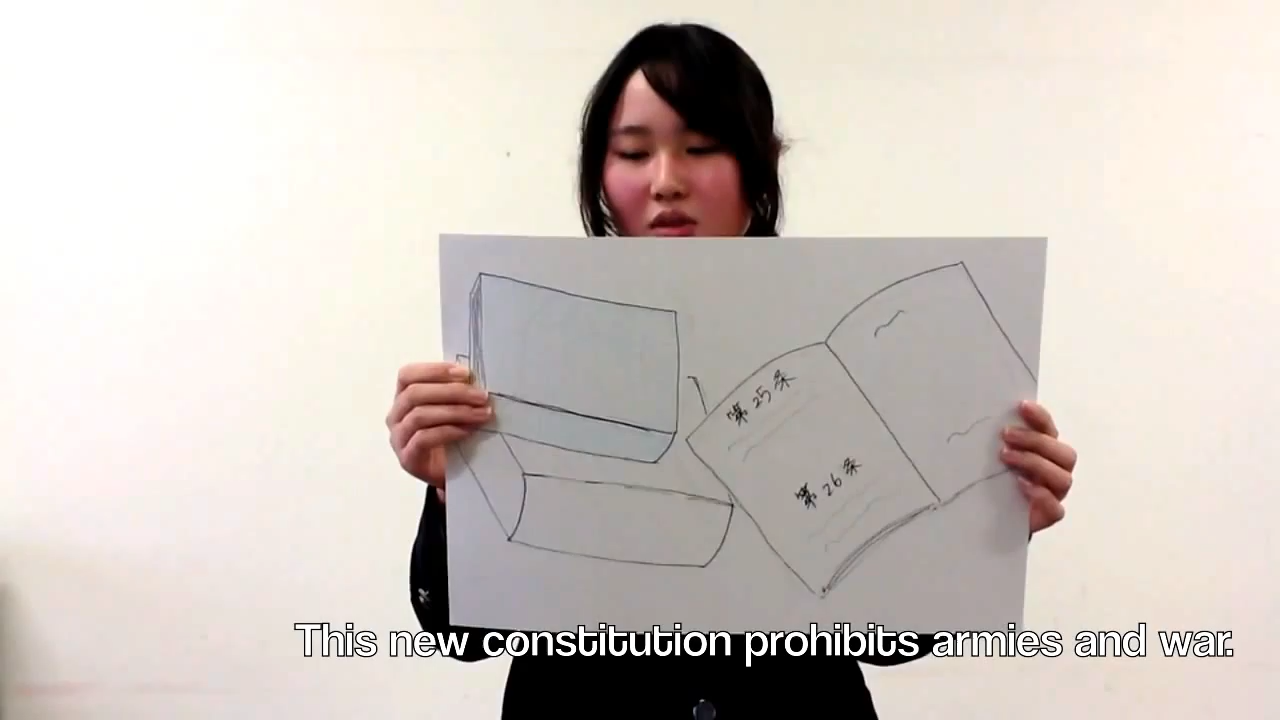 第25条
第26条
This new constitution prohibits armies and war.